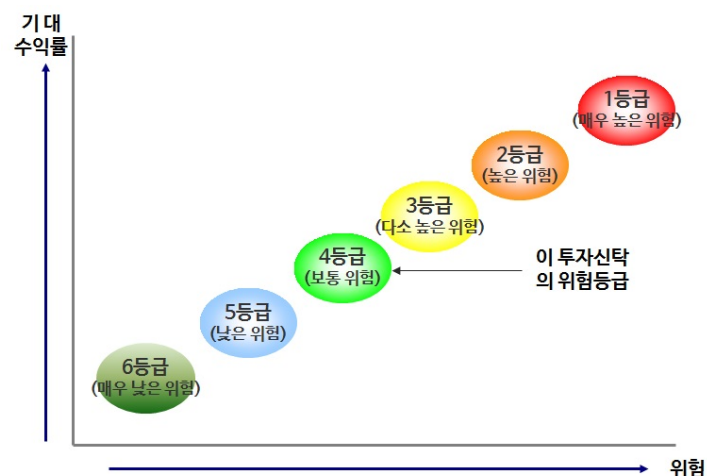 기 대
수익률
1등급
(매우 높은 위험)
2등급
(높은 위험)
3등급
(다소 높은 위험)
4등급
(보통 위험)
이 투자신탁
의 위험등급
5등급
(낮은 위험)
6등급
(매우 낮은 위험)
위험